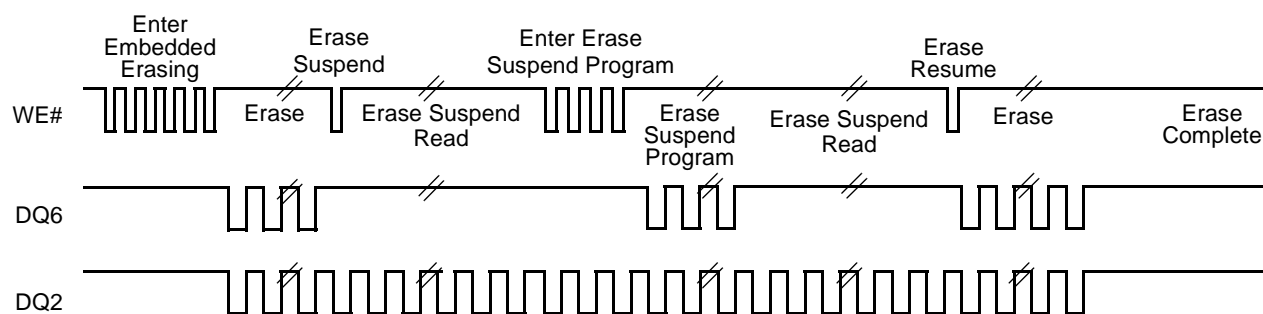 Enter
Embedded
Erasing
Erase
Suspend
Enter Erase
Suspend Program
Erase
Resume
WE#
Erase
Erase Suspend
Read
Erase
Suspend
Program
Erase Suspend
Read
Erase
Erase
Complete
DQ6
DQ2